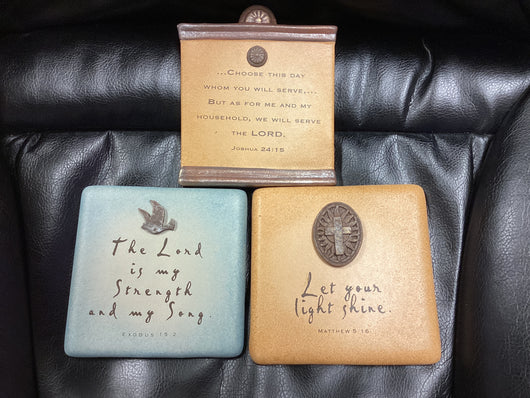 ...Choose this day
whom you will serve,...
But as for me and my
household, we will serve
the LORD.
Joshua 24:15
The Lord
is my
Strength
and my Song.
Exodus 15:2
Let your
light shine.
Matthew 5:16